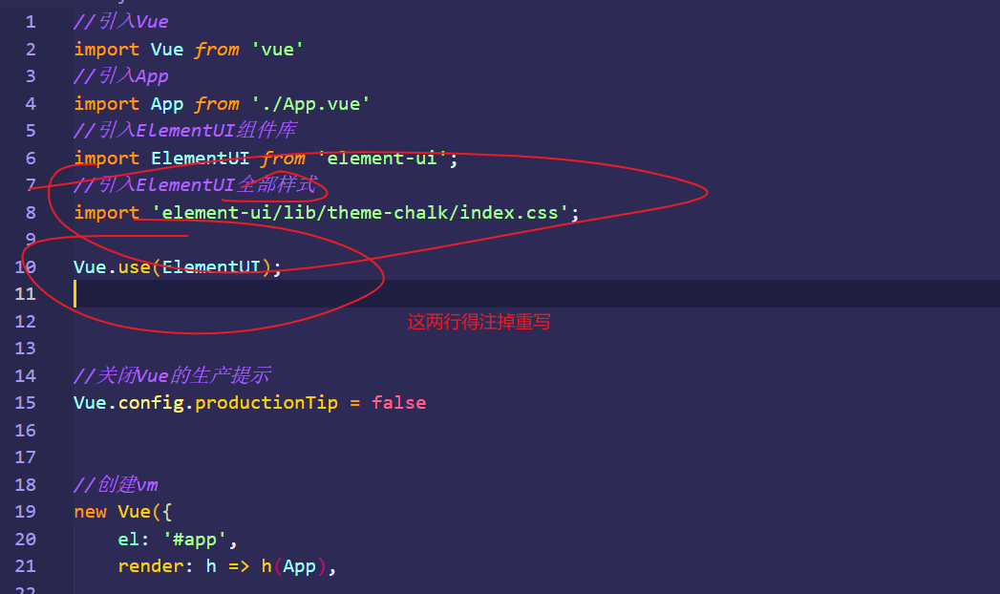 1 //引入Vue
2 import Vue from 'vue'
3 //引入App
4 import App from './App.vue'
5 //引入ElementUI组件库
6 import ElementUI from 'element-ui';
7 //引入ElementUI全部样式
8 import 'element-ui/lib/theme-chalk/index.css';
9
10 Vue.use(ElementUI);
11
12 这两行得注掉重写
13
14 //关闭Vue的生产提示
15 Vue.config.productionTip = false
16
17
18 //创建vm
19 new Vue({
20 el: '#app',
21 render: h => h(App),
22